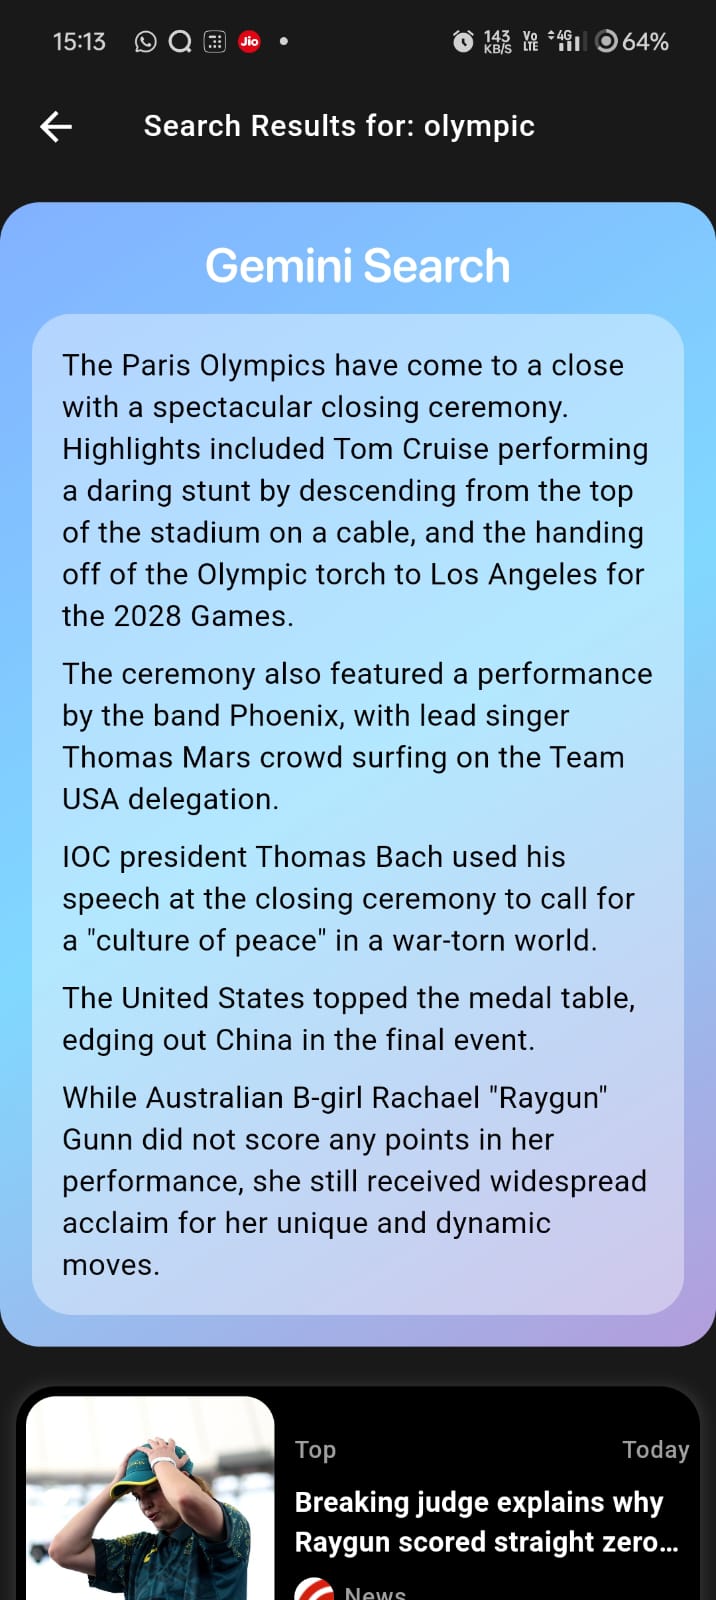 15:13
Jio
143 KB/S
Vo LTE
4G
64%
Search Results for: olympic
Gemini Search
The Paris Olympics have come to a close
with a spectacular closing ceremony.
Highlights included Tom Cruise performing
a daring stunt by descending from the top
of the stadium on a cable, and the handing
off of the Olympic torch to Los Angeles for
the 2028 Games.
The ceremony also featured a performance
by the band Phoenix, with lead singer
Thomas Mars crowd surfing on the Team
USA delegation.
IOC president Thomas Bach used his
speech at the closing ceremony to call for
a "culture of peace" in a war-torn world.
The United States topped the medal table,
edging out China in the final event.
While Australian B-girl Rachael "Raygun"
Gunn did not score any points in her
performance, she still received widespread
acclaim for her unique and dynamic
moves.
Top
Today
Breaking judge explains why
Raygun scored straight zero...
News